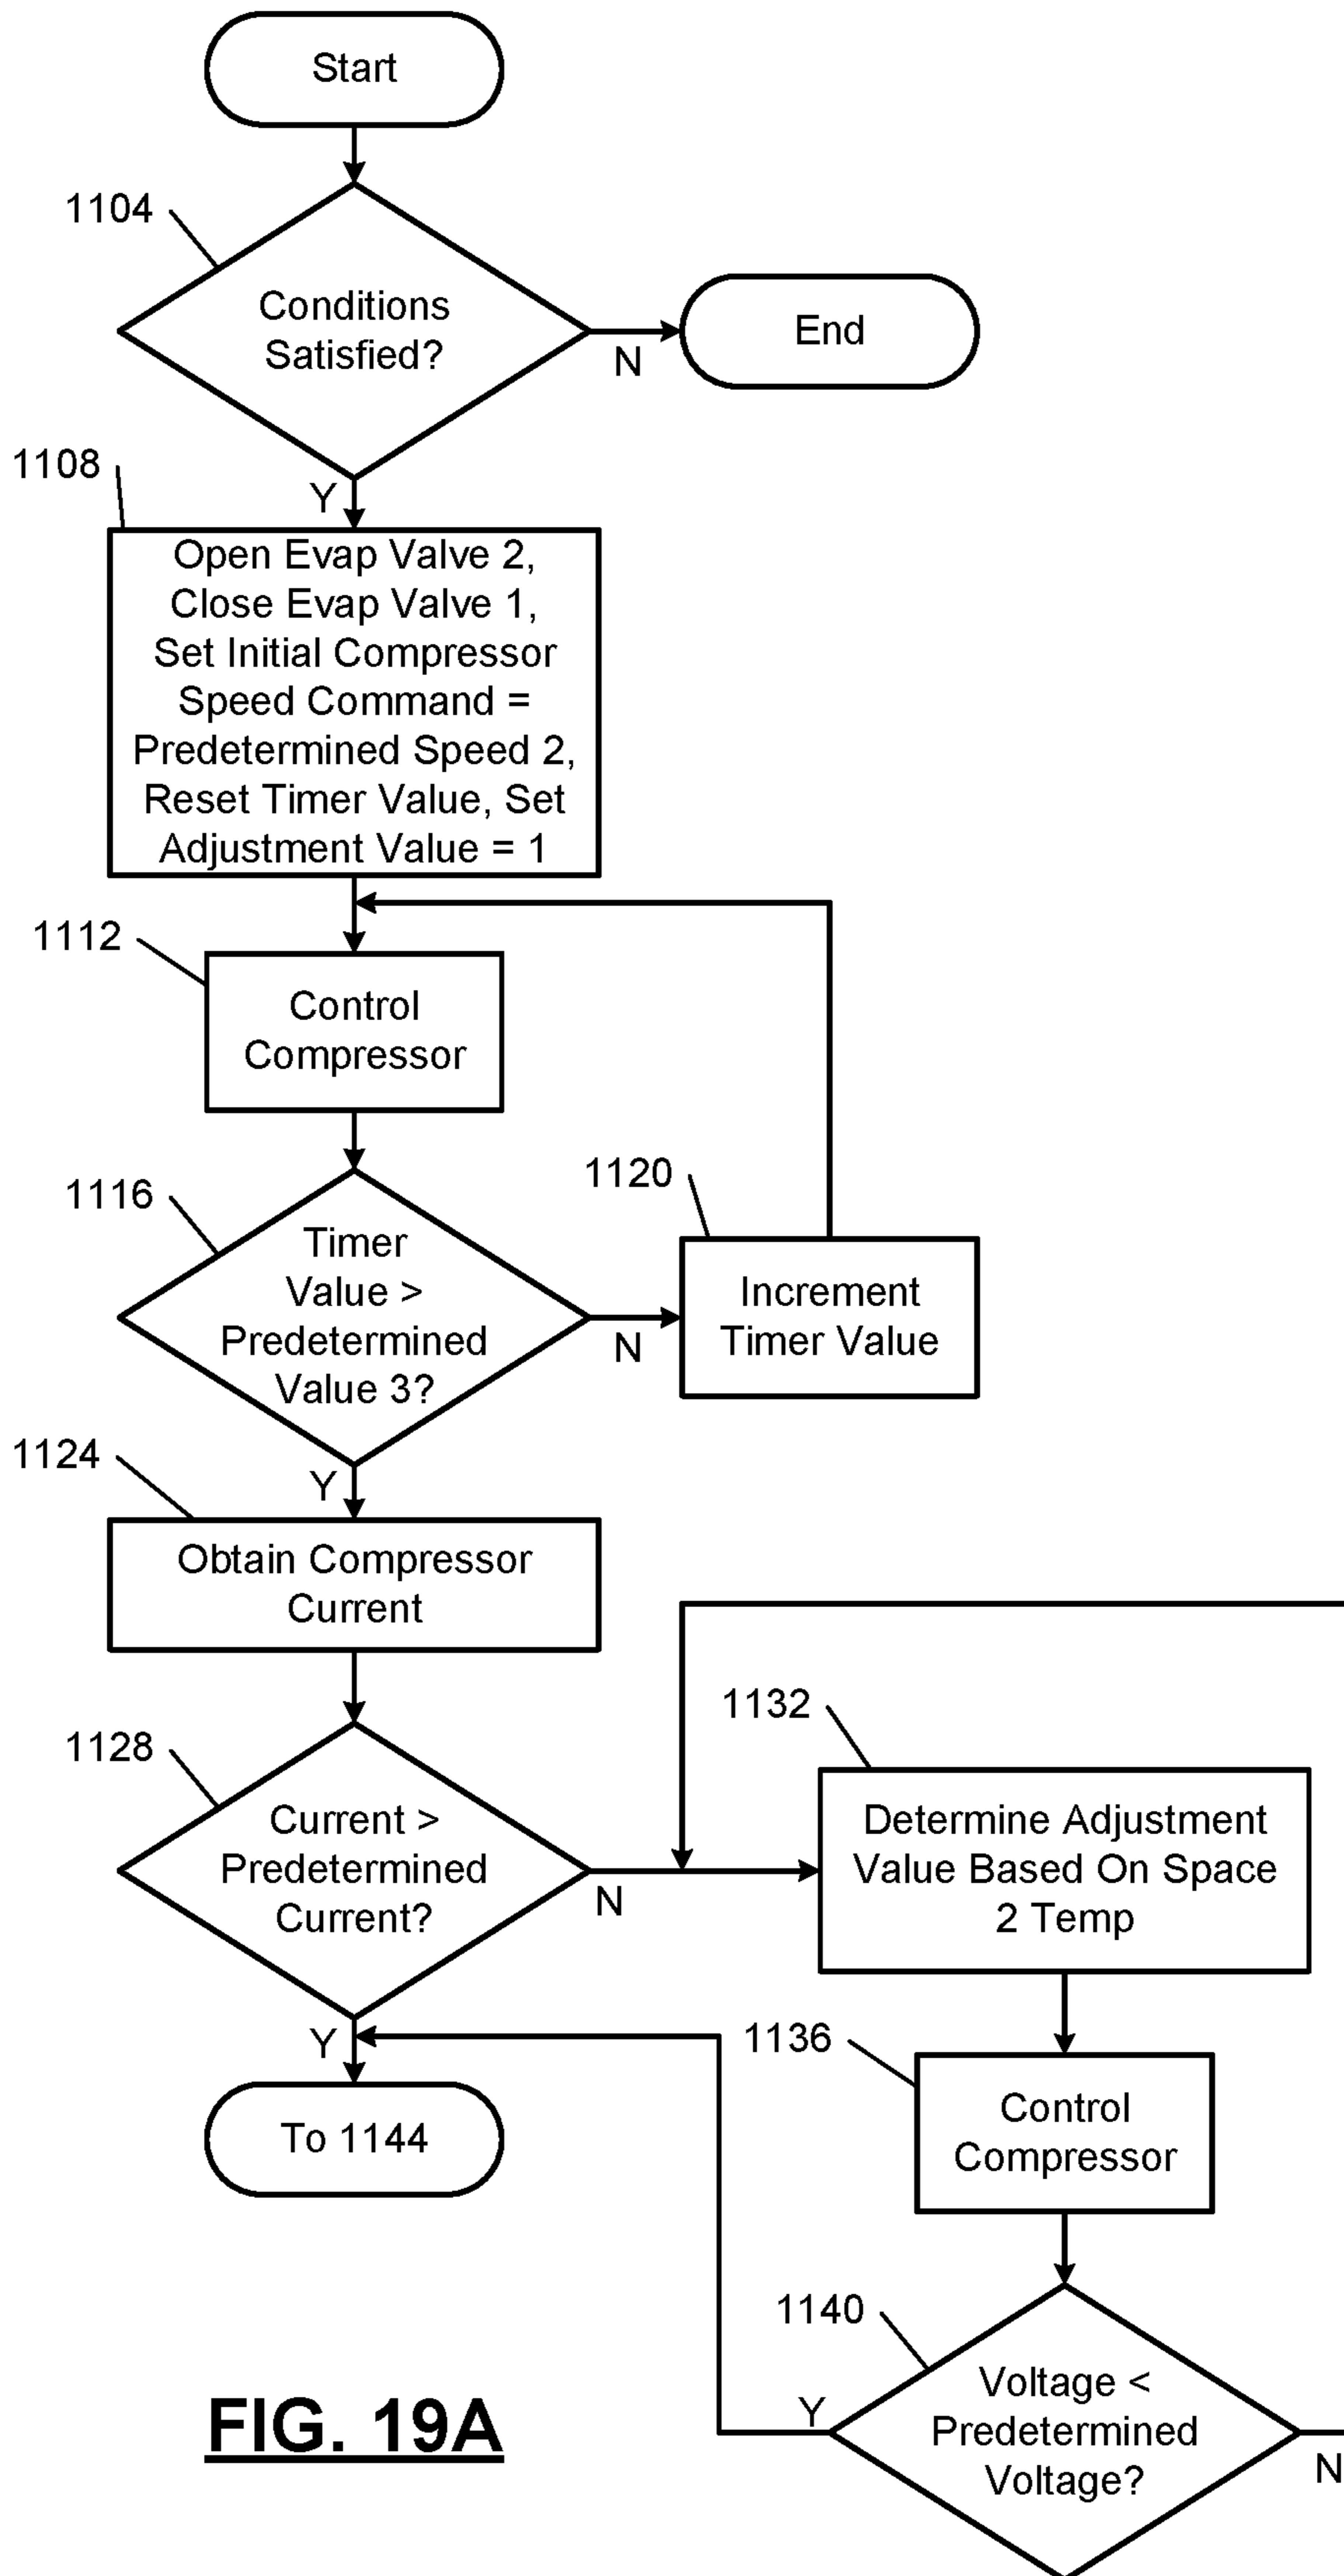 Start
1104
Conditions
Satisfied?
N
End
1108
Y
Open Evap Valve 2,
Close Evap Valve 1,
Set Initial Compressor
Speed Command =
Predetermined Speed 2,
Reset Timer Value, Set
Adjustment Value = 1
1112
Control
Compressor
1116
Timer
Value >
Predetermined
Value 3?
N
1120
Increment
Timer Value
1124
Y
Obtain Compressor
Current
1128
Current >
Predetermined
Current?
N
1132
Determine Adjustment
Value Based On Space
2 Temp
Y
To 1144
1136
Control
Compressor
1140
Y
Voltage <
Predetermined
Voltage?
N
FIG. 19A